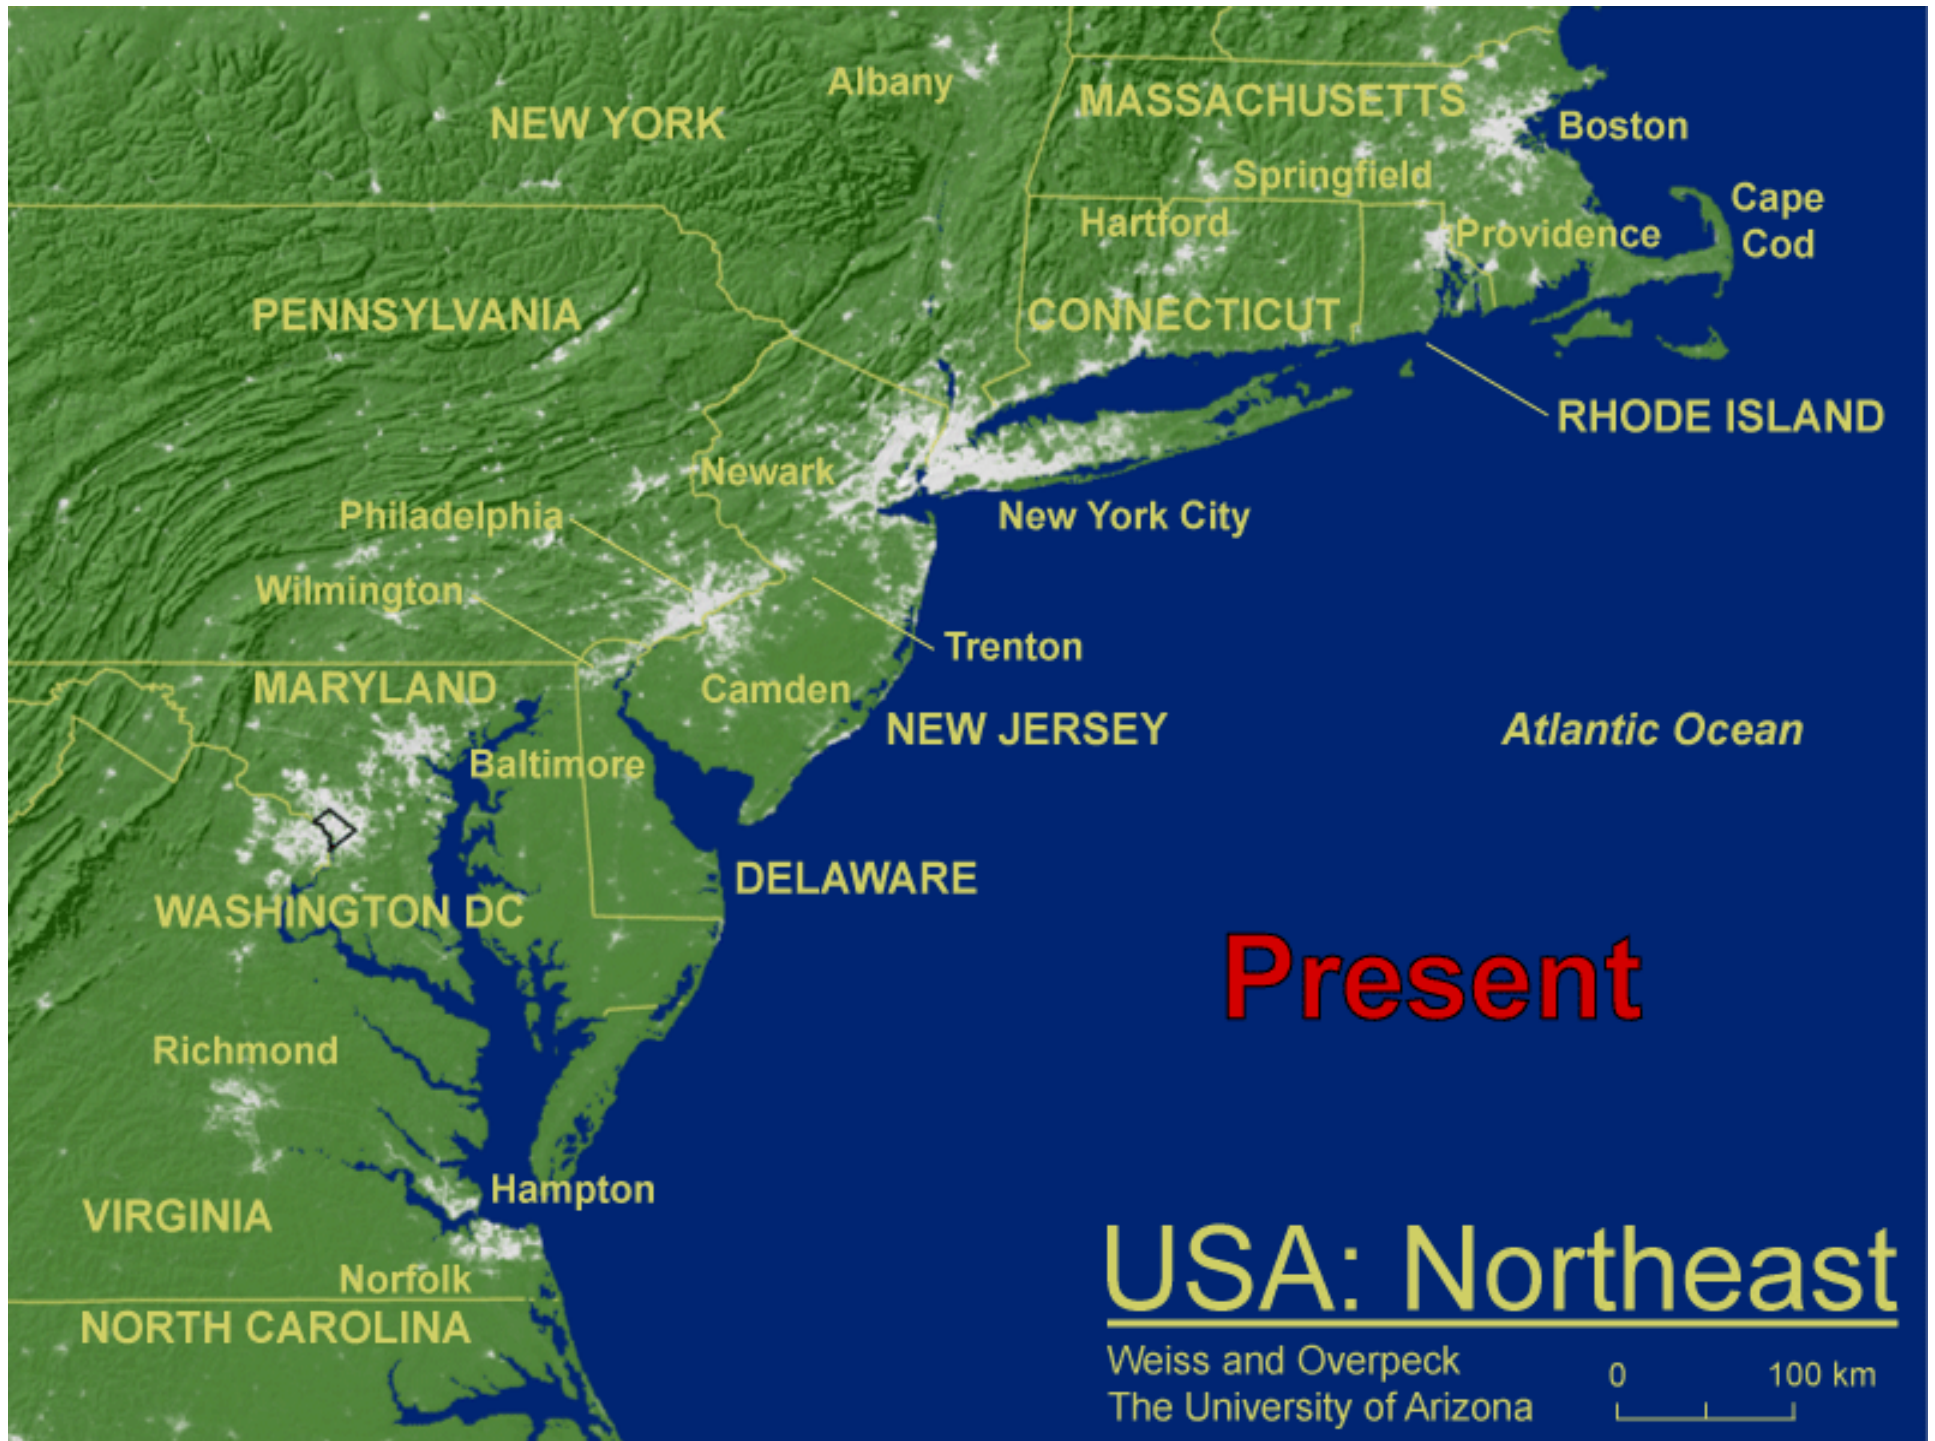 Albany
NEW YORK
MASSACHUSETTS
Boston
Springfield
Cape
Cod
Hartford
Providence
PENNSYLVANIA
CONNECTICUT
RHODE ISLAND
Newark
Philadelphia
New York City
Wilmington
Trenton
MARYLAND
Camden
NEW JERSEY
Atlantic Ocean
Baltimore
DELAWARE
WASHINGTON DC
Present
Richmond
Hampton
VIRGINIA
Norfolk
NORTH CAROLINA
USA: Northeast
Weiss and Overpeck
The University of Arizona
0 100 km